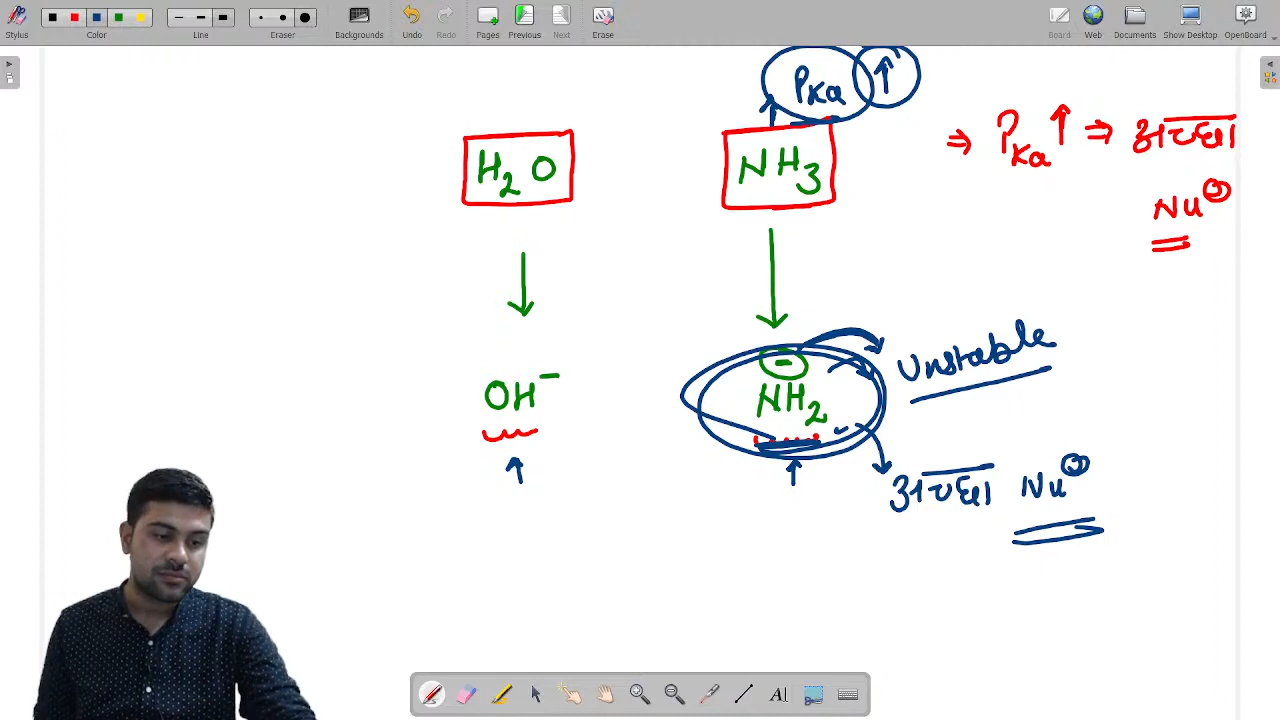 Stylus
Color
Line
Eraser
Backgrounds
Undo
Redo
Pages
Previous
Next
Erase
Board
Web
Documents
Show Desktop
OpenBoard
PKa ↑
H2O
NH3
⇒ PKa ↑ ⇒ अच्छा
Nu⊖
OH−
−
NH2
Unstable
अच्छा Nu⊖
AI